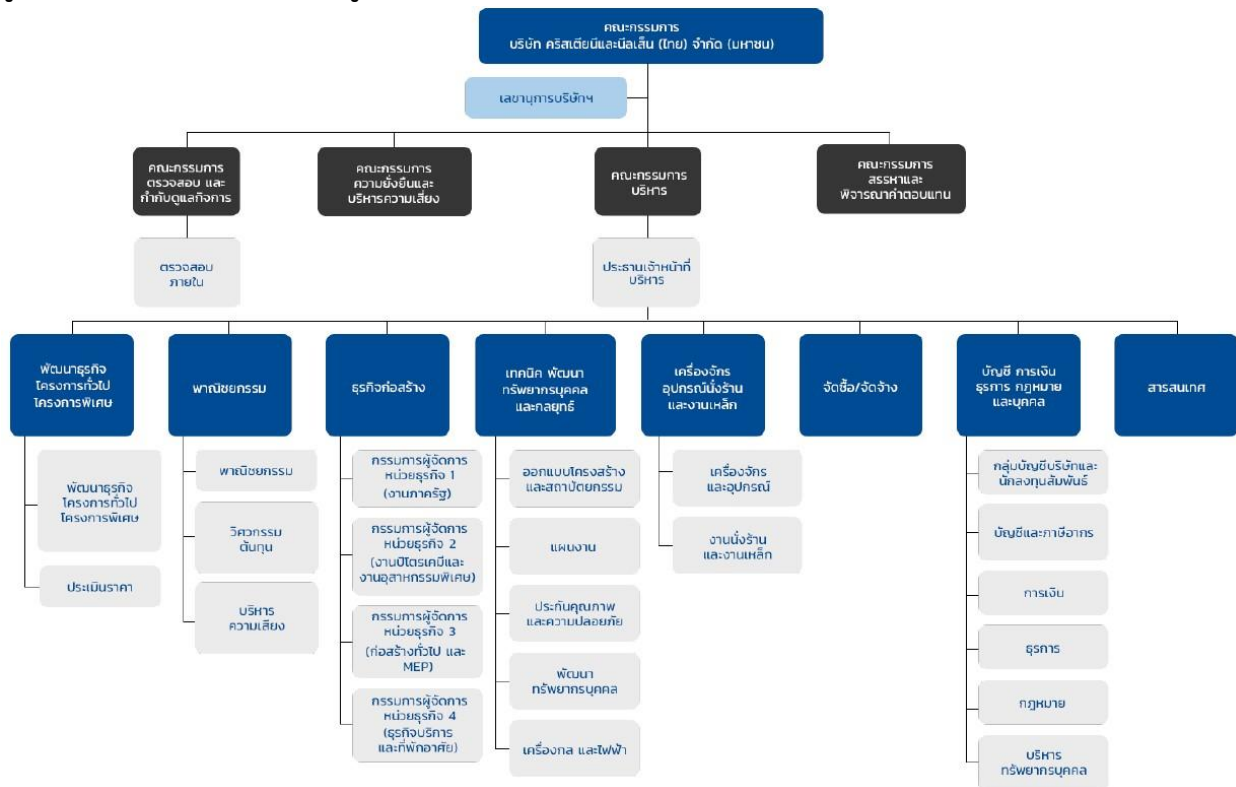 คณะกรรมการ
บริษัท คริสเตียนีและนีลเส็น (ไทย) จำกัด (มหาชน)
เลขานุการบริษัทฯ
คณะกรรมการ
ตรวจสอบ และ
กำกับดูแลกิจการ
คณะกรรมการ
ความยั่งยืนและ
บริหารความเสี่ยง
คณะกรรมการ
บริหาร
คณะกรรมการ
สรรหาและ
พิจารณาค่าตอบแทน
ตรวจสอบ
ภายใน
ประธานเจ้าหน้าที่
บริหาร
พัฒนาธุรกิจ
โครงการทั่วไป
โครงการพิเศษ
พาณิชยกรรม
ธุรกิจก่อสร้าง
เทคนิค พัฒนา
ทรัพยากรบุคคล
และกลยุทธ์
เครื่องจักร
อุปกรณ์นั่งร้าน
และงานเหล็ก
จัดซื้อ/จัดจ้าง
บัญชี การเงิน
ธุรการ กฎหมาย
และบุคคล
สารสนเทศ
พัฒนาธุรกิจ
โครงการทั่วไป
โครงการพิเศษ
ประเมินราคา
พาณิชยกรรม
วิศวกรรม
ต้นทุน
บริหาร
ความเสี่ยง
กรรมการผู้จัดการ
หน่วยธุรกิจ 1
(งานภาครัฐ)
กรรมการผู้จัดการ
หน่วยธุรกิจ 2
(งานปิโตรเคมีและ
งานอุสาหกรรมพิเศษ)
กรรมการผู้จัดการ
หน่วยธุรกิจ 3
(ก่อสร้างทั่วไป และ
MEP)
กรรมการผู้จัดการ
หน่วยธุรกิจ 4
(ธุรกิจบริการ
และที่พักอาศัย)
ออกแบบโครงสร้าง
และสถาปัตยกรรม
แผนงาน
ประกันคุณภาพ
และความปลอยภัย
พัฒนา
ทรัพยากรบุคคล
เครื่องกล และไฟฟ้า
เครื่องจักร
และอุปกรณ์
งานนั่งร้าน
และงานเหล็ก
กลุ่มบัญชีบริษัทและ
นักลงทุนสัมพันธ์
บัญชีและภาษีอากร
การเงิน
ธุรการ
กฎหมาย
บริหาร
ทรัพยากรบุคคล